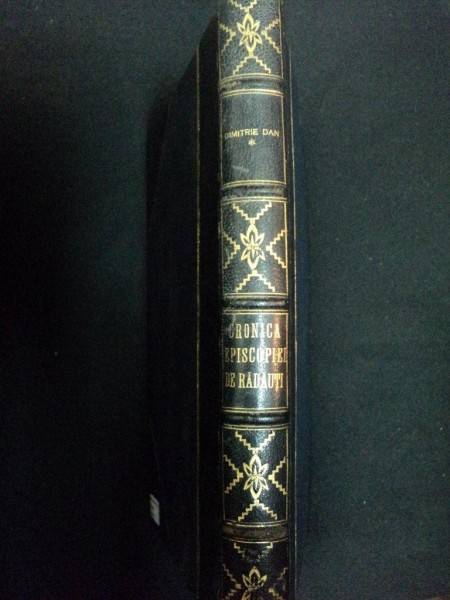 DIMITRIE DAN
*
CRONICA
EPISCOPIEI
DE RĂDĂUȚI